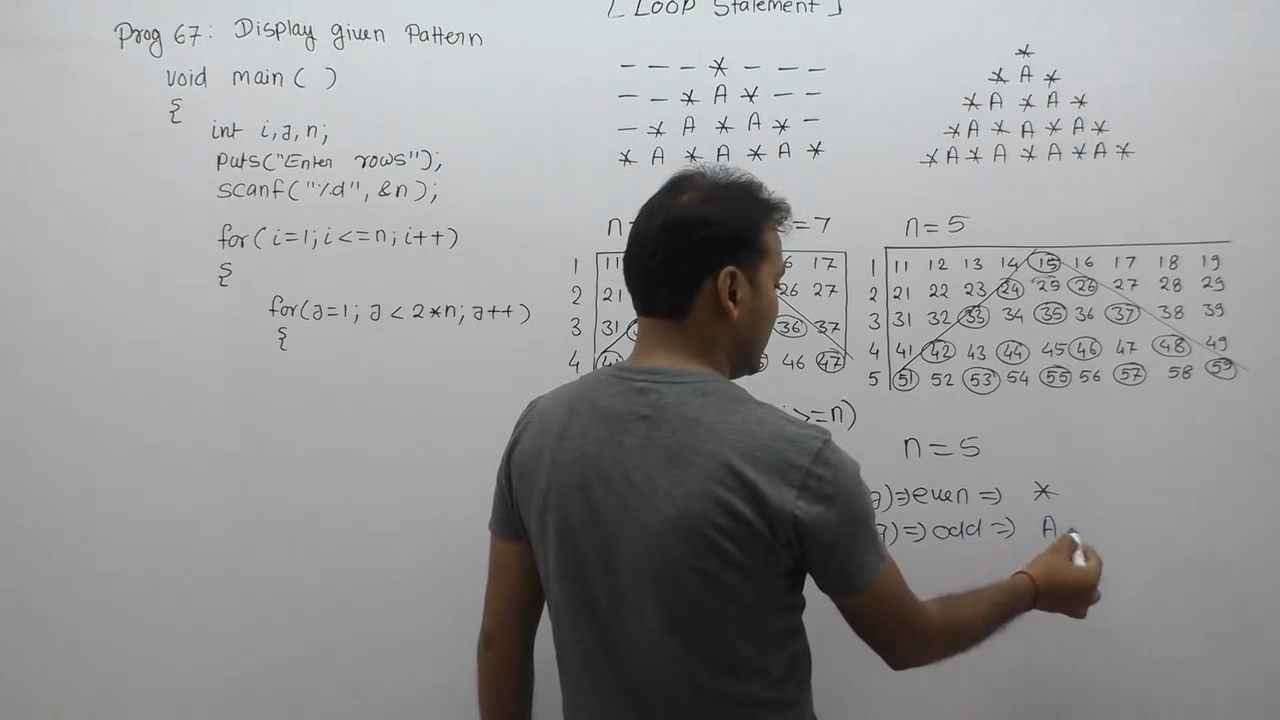 [ Loop Statement ]
Prog 67: Display given Pattern
void main( )
{
int i,j,n;
puts("Enter rows");
scanf("%d", &n);
for( i=1; i<=n; i++)
{
for(j=1; j < 2*n; j++)
{
- - - * - - -
- - * A * - -
- * A * A * -
* A * A * A *
*
* A *
* A * A *
* A * A * A *
* A * A * A * A *
=7
1 11 17
2 21 26 27
3 31 36 37
4 46 47
n=5
1 11 12 13 14 15 16 17 18 19
2 21 22 23 24 25 26 27 28 29
3 31 32 33 34 35 36 37 38 39
4 41 42 43 44 45 46 47 48 49
5 51 52 53 54 55 56 57 58 59
>=n)
n=5
j)=>even=> *
j)=>odd=> A